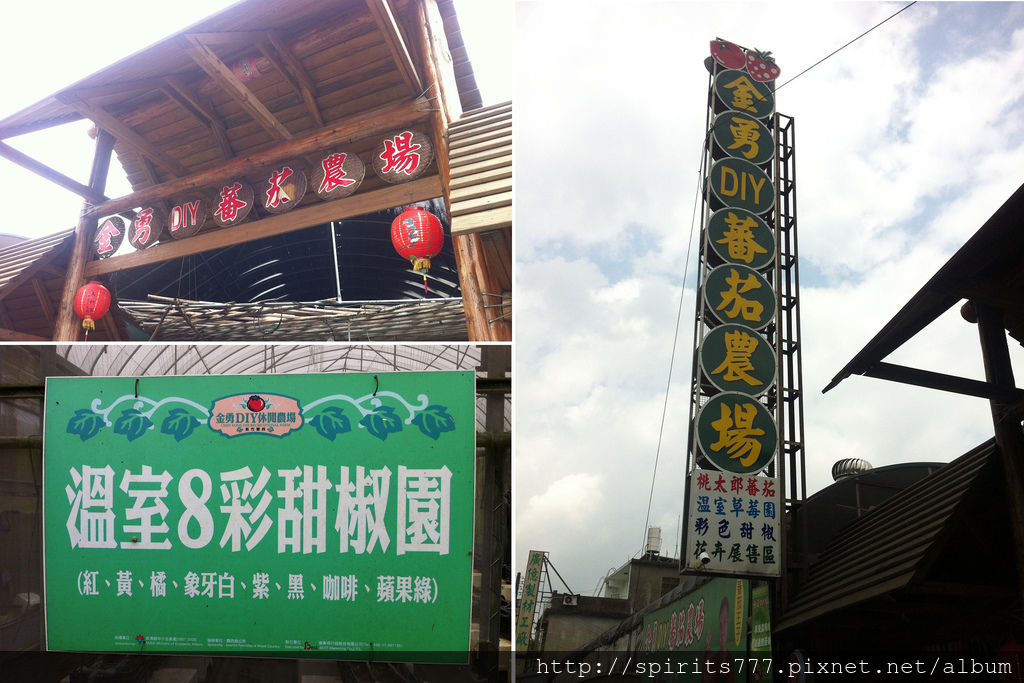 金勇DIY蕃茄農場
金勇DIY休閒農場
溫室8彩甜椒園
(紅、黃、橘、象牙白、紫、黑、咖啡、蘋果綠)
金勇DIY蕃茄農場
桃太郎蕃茄
溫室草莓園
彩色甜椒
花卉展售區
http://spirits777.pixnet.net/album